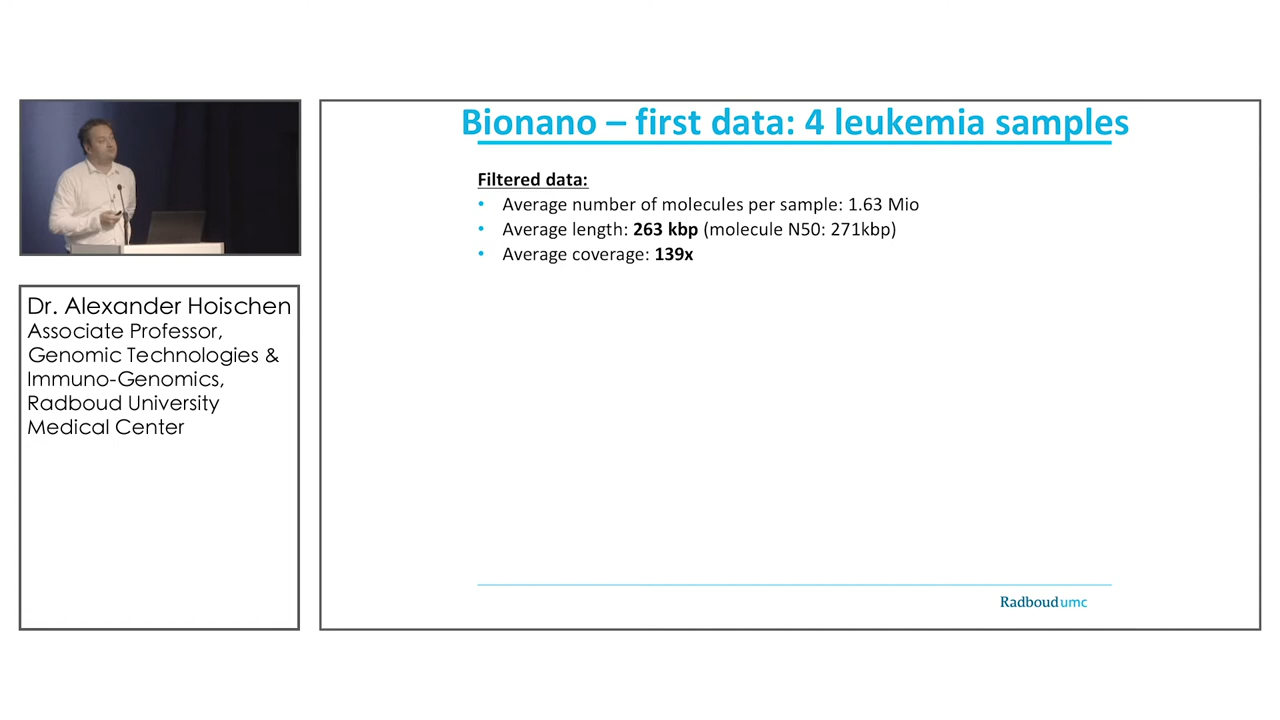 Bionano – first data: 4 leukemia samples
Filtered data:
• Average number of molecules per sample: 1.63 Mio
• Average length: 263 kbp (molecule N50: 271kbp)
• Average coverage: 139x
Radboudumc
Dr. Alexander Hoischen
Associate Professor,
Genomic Technologies &
Immuno-Genomics,
Radboud University
Medical Center